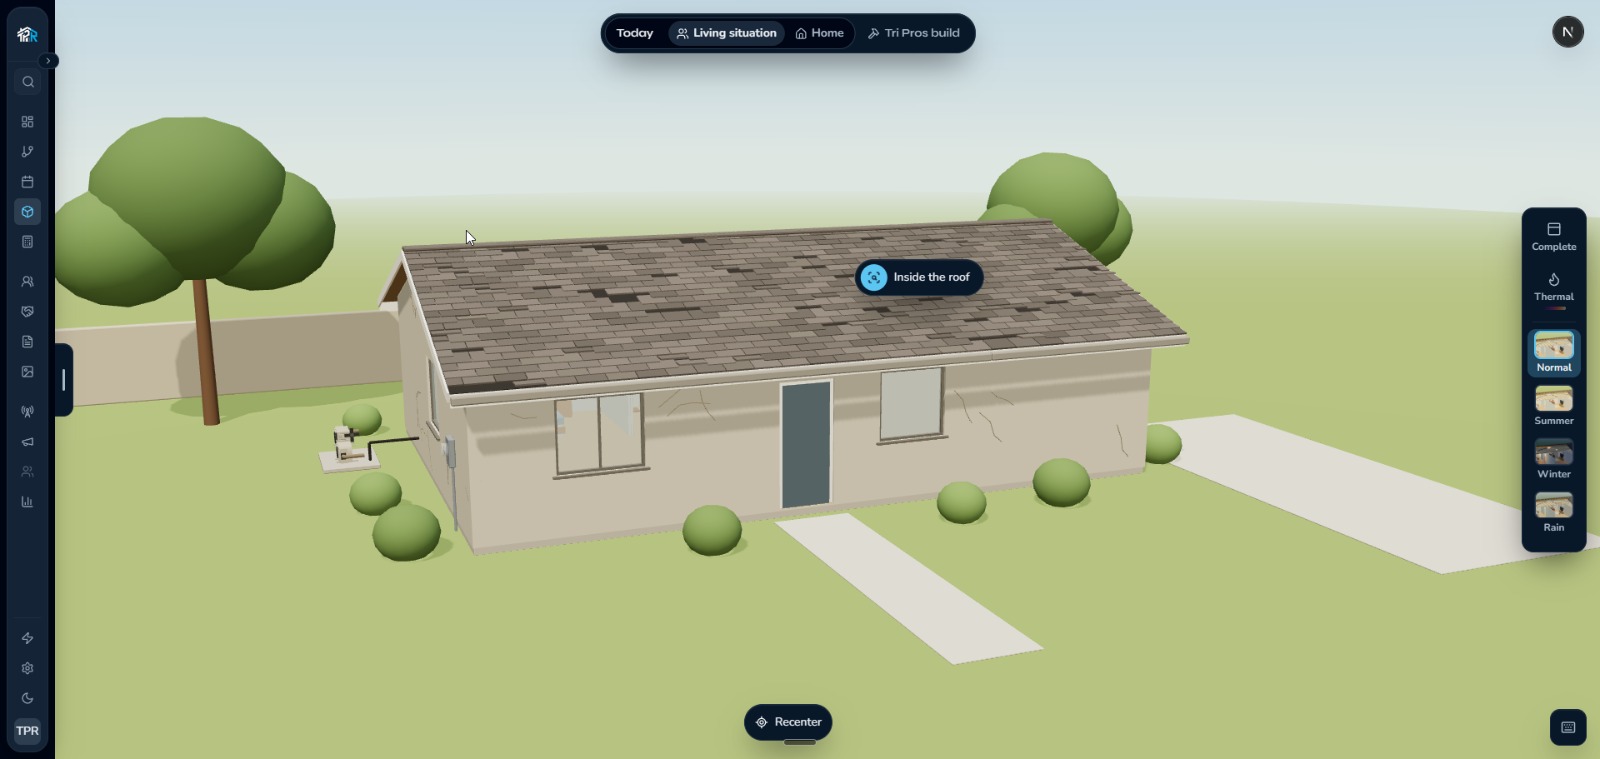 Today
Living situation
Home
Tri Pros build
N
Inside the roof
Complete
Thermal
Normal
Summer
Winter
Rain
Recenter
TPR